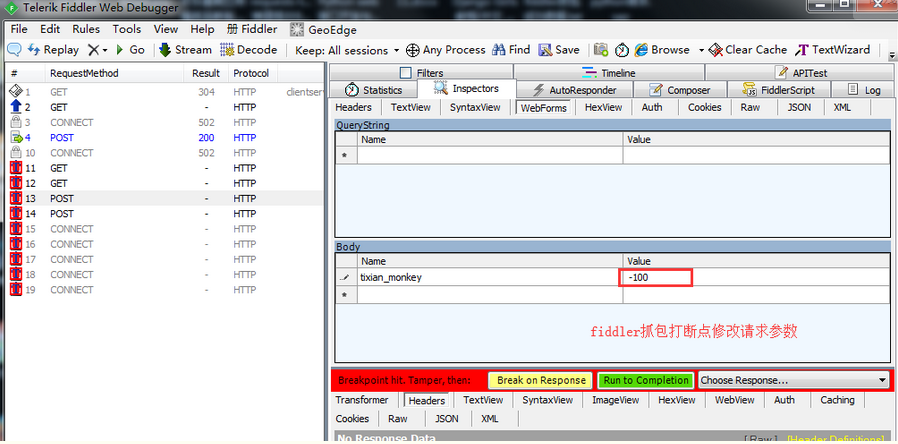 Telerik Fiddler Web Debugger
File Edit Rules Tools View Help 册 Fiddler GeoEdge
Replay Go Stream Decode Keep: All sessions Any Process Find Save Browse Clear Cache TextWizard
# RequestMethod Result Protocol
1 GET 304 HTTP clientserv
2 GET - HTTP
3 CONNECT 502 HTTP
4 POST 200 HTTP
10 CONNECT 502 HTTP
11 GET - HTTP
12 GET - HTTP
13 POST - HTTP
14 POST - HTTP
15 CONNECT - HTTP
16 CONNECT - HTTP
17 CONNECT - HTTP
18 CONNECT - HTTP
19 CONNECT - HTTP
Filters Timeline APITest
Statistics Inspectors AutoResponder Composer FiddlerScript Log
Headers TextView SyntaxView WebForms HexView Auth Cookies Raw JSON XML
QueryString
Name Value
*
Body
Name Value
tixian_monkey -100
*
fiddler抓包打断点修改请求参数
Breakpoint hit. Tamper, then: Break on Response Run to Completion Choose Response...
Transformer Headers TextView SyntaxView ImageView HexView WebView Auth Caching
Cookies Raw JSON XML
No Response Data [ Raw ] [Header Definitions]